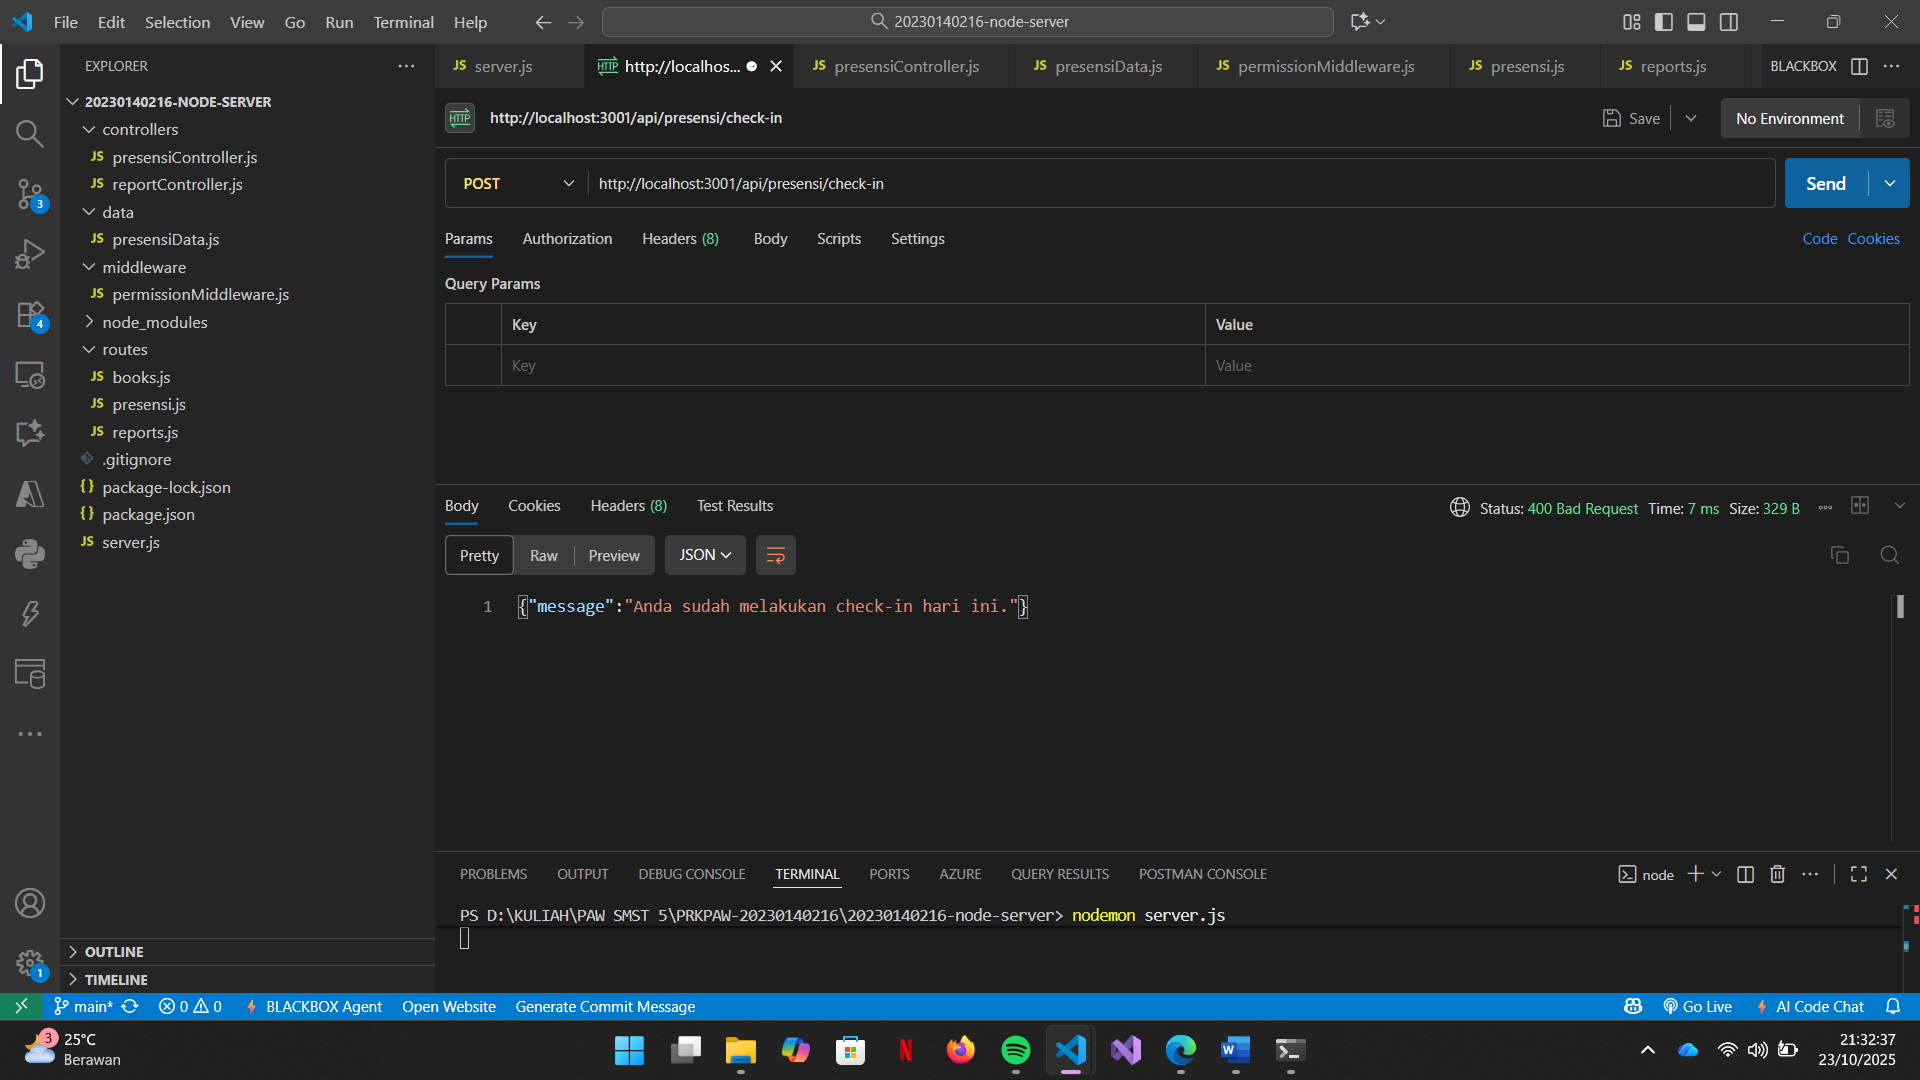 File Edit Selection View Go Run Terminal Help
20230140216-node-server
EXPLORER
20230140216-NODE-SERVER
controllers
JS presensiController.js
JS reportController.js
data
JS presensiData.js
middleware
JS permissionMiddleware.js
node_modules
routes
JS books.js
JS presensi.js
JS reports.js
.gitignore
{} package-lock.json
{} package.json
JS server.js
OUTLINE
TIMELINE
3
4
1
JS server.js
HTTP http://localhos...
JS presensiController.js
JS presensiData.js
JS permissionMiddleware.js
JS presensi.js
JS reports.js
BLACKBOX
HTTP http://localhost:3001/api/presensi/check-in
Save
No Environment
POST http://localhost:3001/api/presensi/check-in
Send
Params Authorization Headers (8) Body Scripts Settings
Code Cookies
Query Params
Key Value
Key Value
Body Cookies Headers (8) Test Results
Status: 400 Bad Request Time: 7 ms Size: 329 B
Pretty Raw Preview JSON
1 {"message":"Anda sudah melakukan check-in hari ini."}
PROBLEMS OUTPUT DEBUG CONSOLE TERMINAL PORTS AZURE QUERY RESULTS POSTMAN CONSOLE
node
PS D:\KULIAH\PAW SMST 5\PRKPAW-20230140216\20230140216-node-server> nodemon server.js
main* 0 0 BLACKBOX Agent Open Website Generate Commit Message
Go Live AI Code Chat
3
25°C
Berawan
21:32:37
23/10/2025